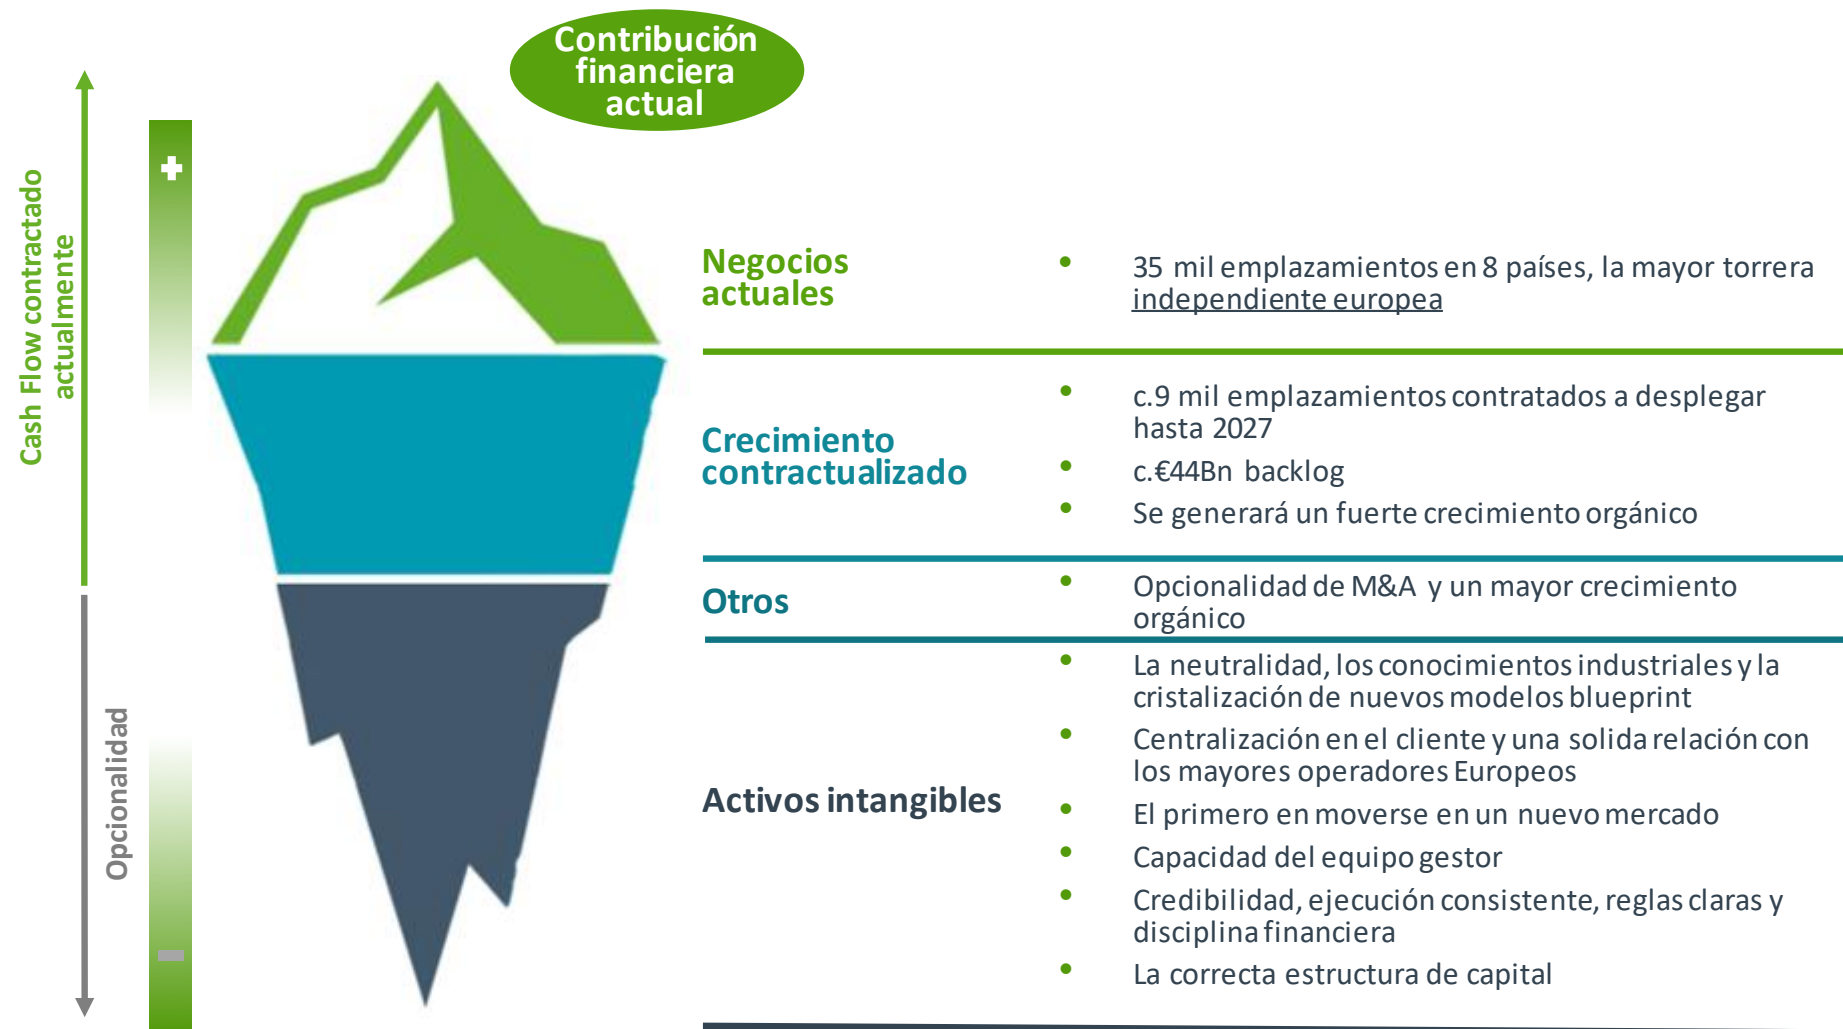 Contribución
financiera
actual
Cash Flow contractado
actualmente
+
Negocios
actuales
• 35 mil emplazamientos en 8 países, la mayor torrera
independiente europea
Crecimiento
contractualizado
• c.9 mil emplazamientos contratados a desplegar
hasta 2027
• c.€44Bn backlog
• Se generará un fuerte crecimiento orgánico
Otros
• Opcionalidad de M&A y un mayor crecimiento
orgánico
Opcionalidad
-
Activos intangibles
• La neutralidad, los conocimientos industriales y la
cristalización de nuevos modelos blueprint
• Centralización en el cliente y una solida relación con
los mayores operadores Europeos
• El primero en moverse en un nuevo mercado
• Capacidad del equipo gestor
• Credibilidad, ejecución consistente, reglas claras y
disciplina financiera
• La correcta estructura de capital